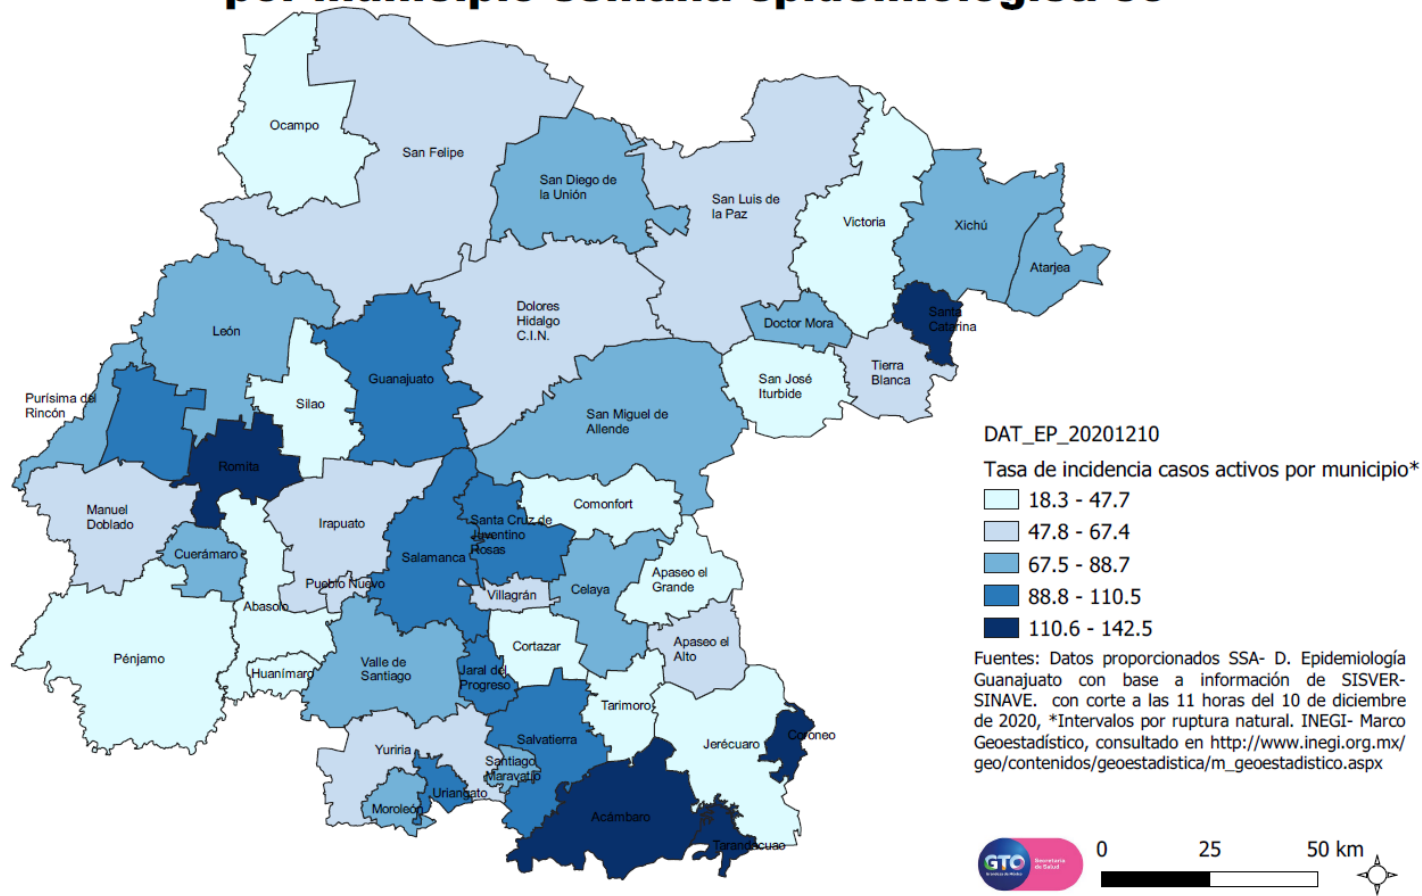 Ocampo
San Felipe
San Diego de
la Unión
San Luis de
la Paz
Victoria
Xichú
Atarjea
León
Dolores
Hidalgo
C.I.N.
Doctor Mora
Santa
Catarina
Guanajuato
Tierra
Blanca
San José
Iturbide
Purísima del
Rincón
Silao
San Miguel de
Allende
Romita
Manuel
Doblado
Irapuato
Comonfort
Santa Cruz de
Juventino
Rosas
Cuerámaro
Salamanca
Apaseo el
Grande
Pueblo Nuevo
Villagrán
Celaya
Abasolo
Pénjamo
Huanímaro
Valle de
Santiago
Cortazar
Apaseo el
Alto
Jaral del
Progreso
Tarimoro
Yuriria
Salvatierra
Jerécuaro
Coroneo
Santiago
Maravatío
Moroleón
Uriangato
Acámbaro
Tarandacuao
DAT_EP_20201210
Tasa de incidencia casos activos por municipio*
18.3 - 47.7
47.8 - 67.4
67.5 - 88.7
88.8 - 110.5
110.6 - 142.5
Fuentes: Datos proporcionados SSA- D. Epidemiología
Guanajuato con base a información de SISVER-
SINAVE. con corte a las 11 horas del 10 de diciembre
de 2020, *Intervalos por ruptura natural. INEGI- Marco
Geoestadístico, consultado en http://www.inegi.org.mx/
geo/contenidos/geoestadistica/m_geoestadistico.aspx
GTO
Secretaría
de Salud
0 25 50 km